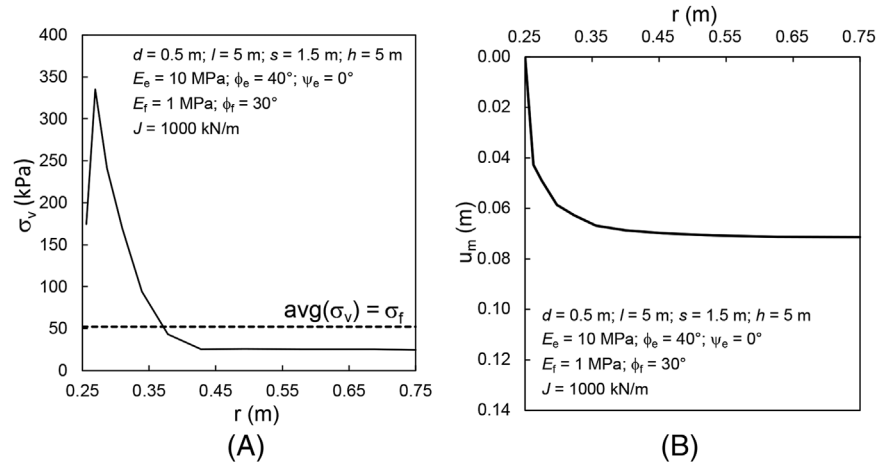 400
350
300
250
200
150
100
50
0
σv (kPa)
d = 0.5 m; l = 5 m; s = 1.5 m; h = 5 m
Ee = 10 MPa; ϕe = 40°; ψe = 0°
Ef = 1 MPa; ϕf = 30°
J = 1000 kN/m
avg(σv) = σf
0.25 0.35 0.45 0.55 0.65 0.75
r (m)
(A)
r (m)
0.25 0.35 0.45 0.55 0.65 0.75
0.00
0.02
0.04
0.06
0.08
0.10
0.12
0.14
um (m)
d = 0.5 m; l = 5 m; s = 1.5 m; h = 5 m
Ee = 10 MPa; ϕe = 40°; ψe = 0°
Ef = 1 MPa; ϕf = 30°
J = 1000 kN/m
(B)